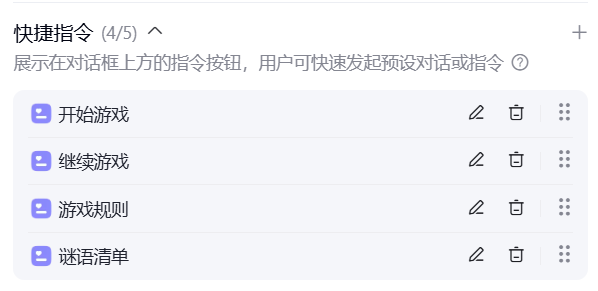 快捷指令 (4/5)
展示在对话框上方的指令按钮，用户可快速发起预设对话或指令
开始游戏
继续游戏
游戏规则
谜语清单